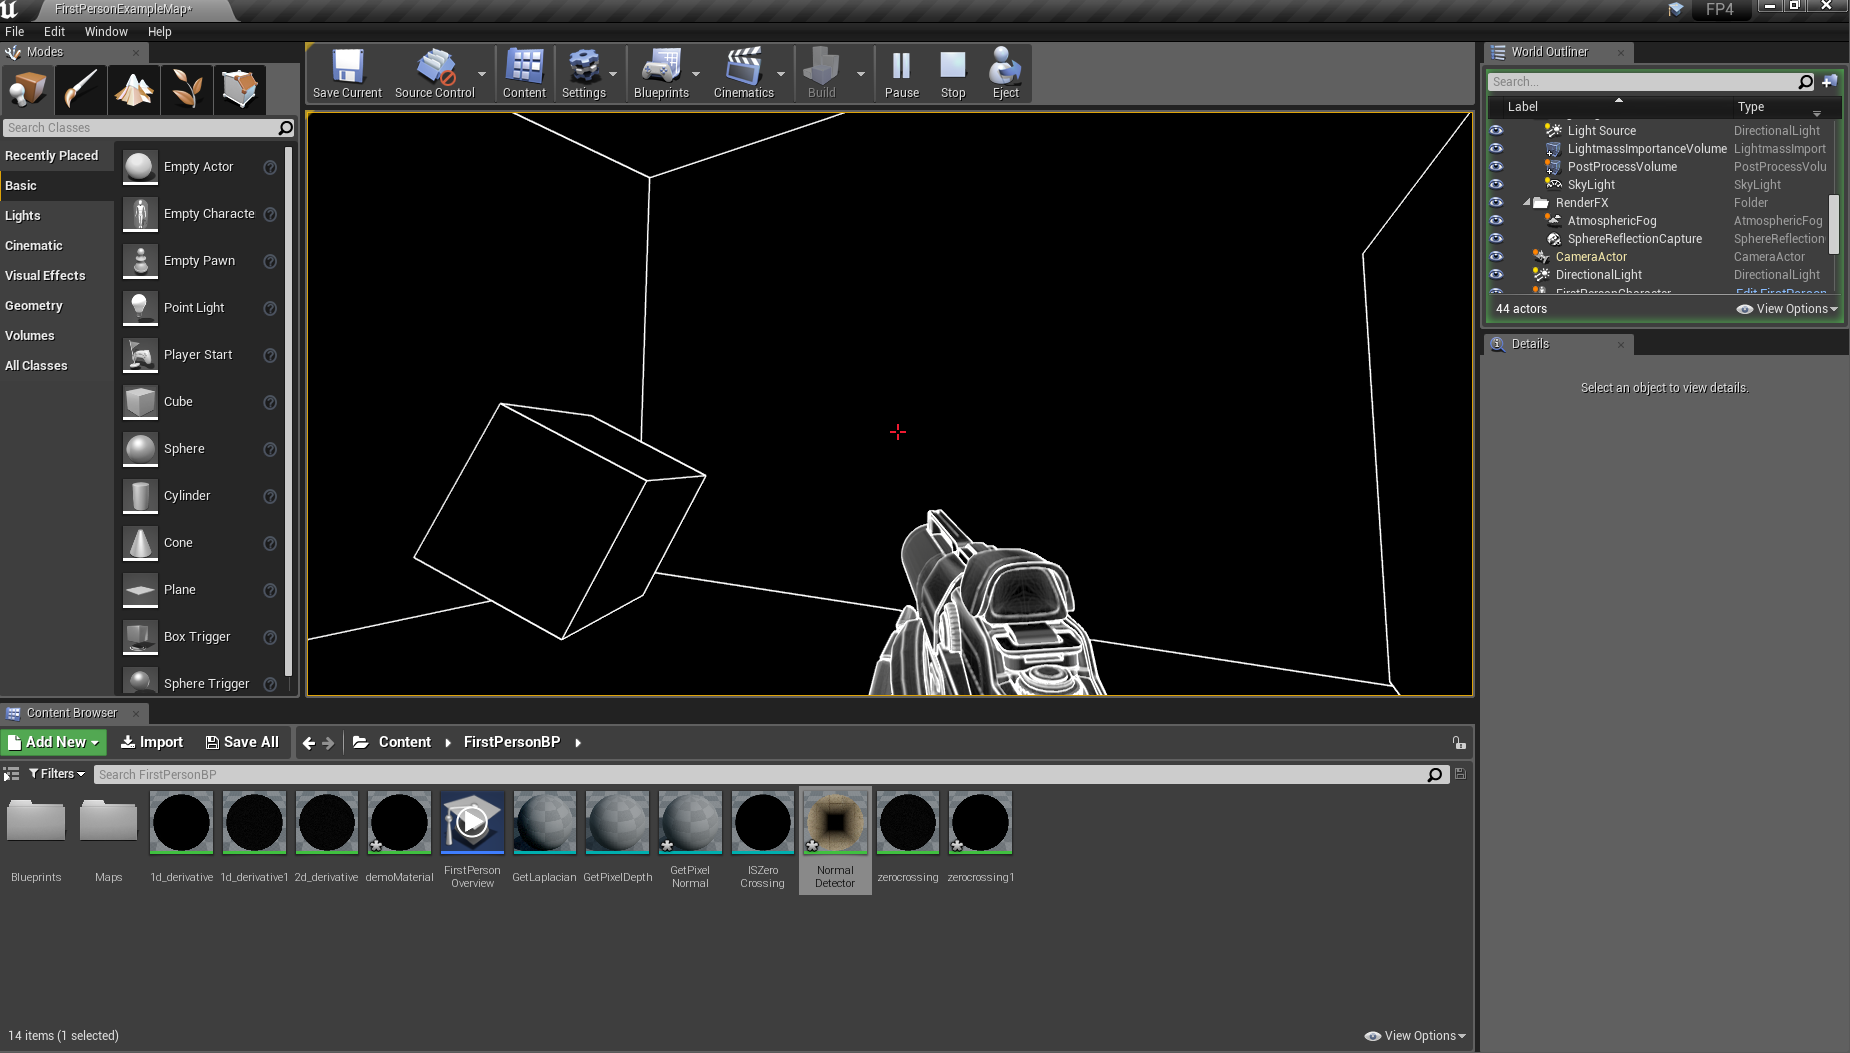 FirstPersonExampleMap*
FP4
File Edit Window Help
Modes
Search Classes
Recently Placed
Basic
Lights
Cinematic
Visual Effects
Geometry
Volumes
All Classes
Empty Actor
Empty Characte
Empty Pawn
Point Light
Player Start
Cube
Sphere
Cylinder
Cone
Plane
Box Trigger
Sphere Trigger
Save Current Source Control Content Settings Blueprints Cinematics Build Pause Stop Eject
World Outliner
Search...
Label Type
Light Source DirectionalLight
LightmassImportanceVolume LightmassImport
PostProcessVolume PostProcessVolu
SkyLight SkyLight
RenderFX Folder
AtmosphericFog AtmosphericFog
SphereReflectionCapture SphereReflection
CameraActor CameraActor
DirectionalLight DirectionalLight
FirstPersonCharacter Edit FirstPerson
44 actors View Options
Details
Select an object to view details.
Content Browser
Add New Import Save All Content FirstPersonBP
Filters Search FirstPersonBP
Blueprints
Maps
1d_derivative
1d_derivative1
2d_derivative
demoMaterial
FirstPerson
Overview
GetLaplacian
GetPixelDepth
GetPixel
Normal
ISZero
Crossing
Normal
Detector
zerocrossing
zerocrossing1
14 items (1 selected) View Options